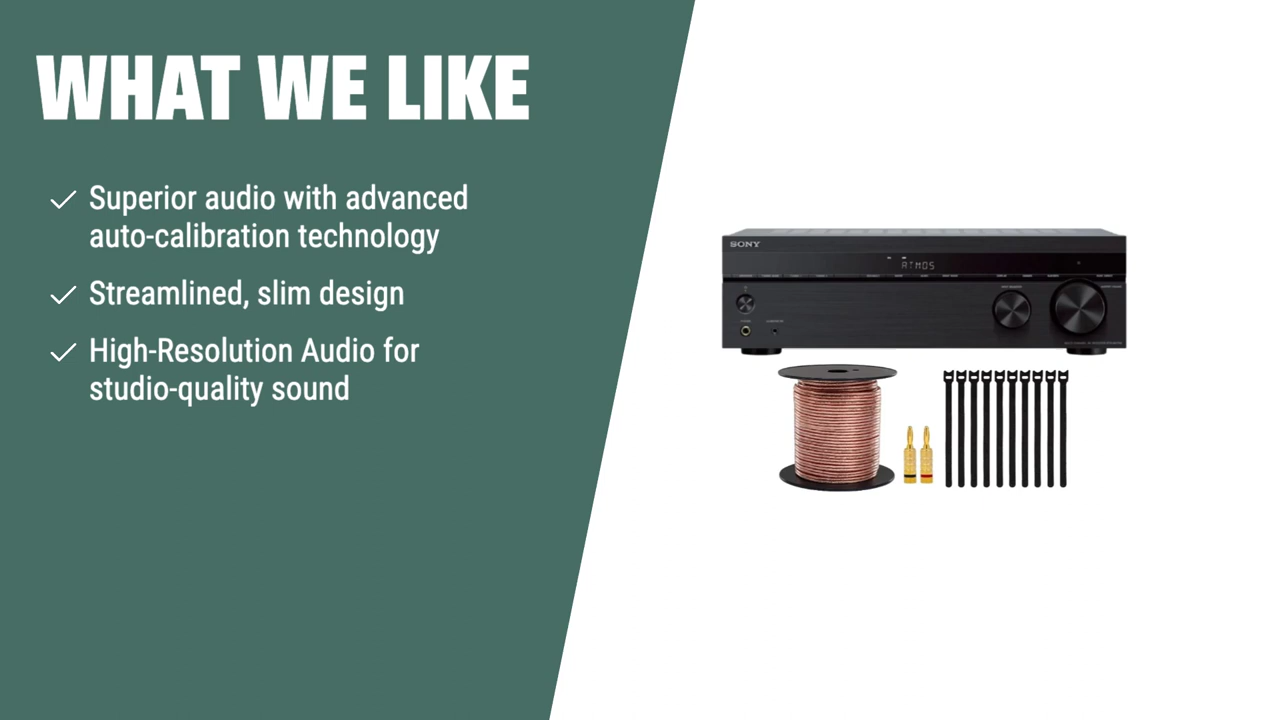 WHAT WE LIKE
Superior audio with advanced
auto-calibration technology
Streamlined, slim design
High-Resolution Audio for
studio-quality sound
SONY
ATMOS